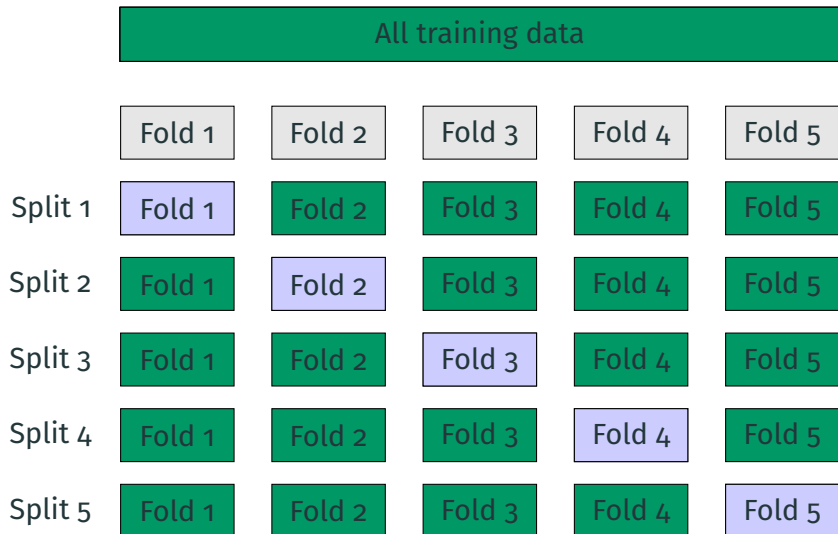 All training data
Fold 1 Fold 2 Fold 3 Fold 4 Fold 5
Split 1 Fold 1 Fold 2 Fold 3 Fold 4 Fold 5
Split 2 Fold 1 Fold 2 Fold 3 Fold 4 Fold 5
Split 3 Fold 1 Fold 2 Fold 3 Fold 4 Fold 5
Split 4 Fold 1 Fold 2 Fold 3 Fold 4 Fold 5
Split 5 Fold 1 Fold 2 Fold 3 Fold 4 Fold 5